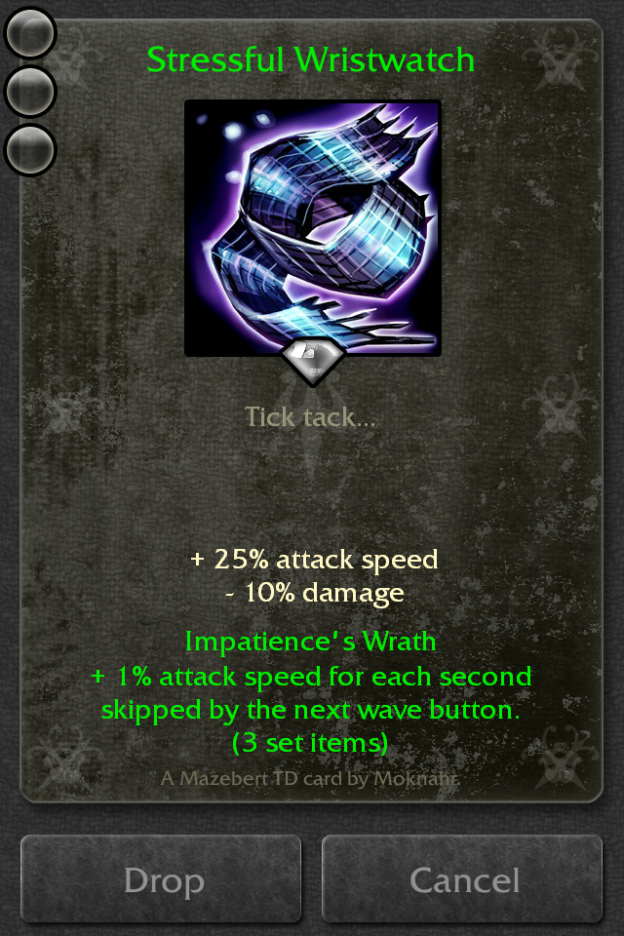 Stressful Wristwatch
Tick tack...
+ 25% attack speed
- 10% damage
Impatience's Wrath
+ 1% attack speed for each second
skipped by the next wave button.
(3 set items)
A Mazebert TD card by Moknahr.
Drop
Cancel